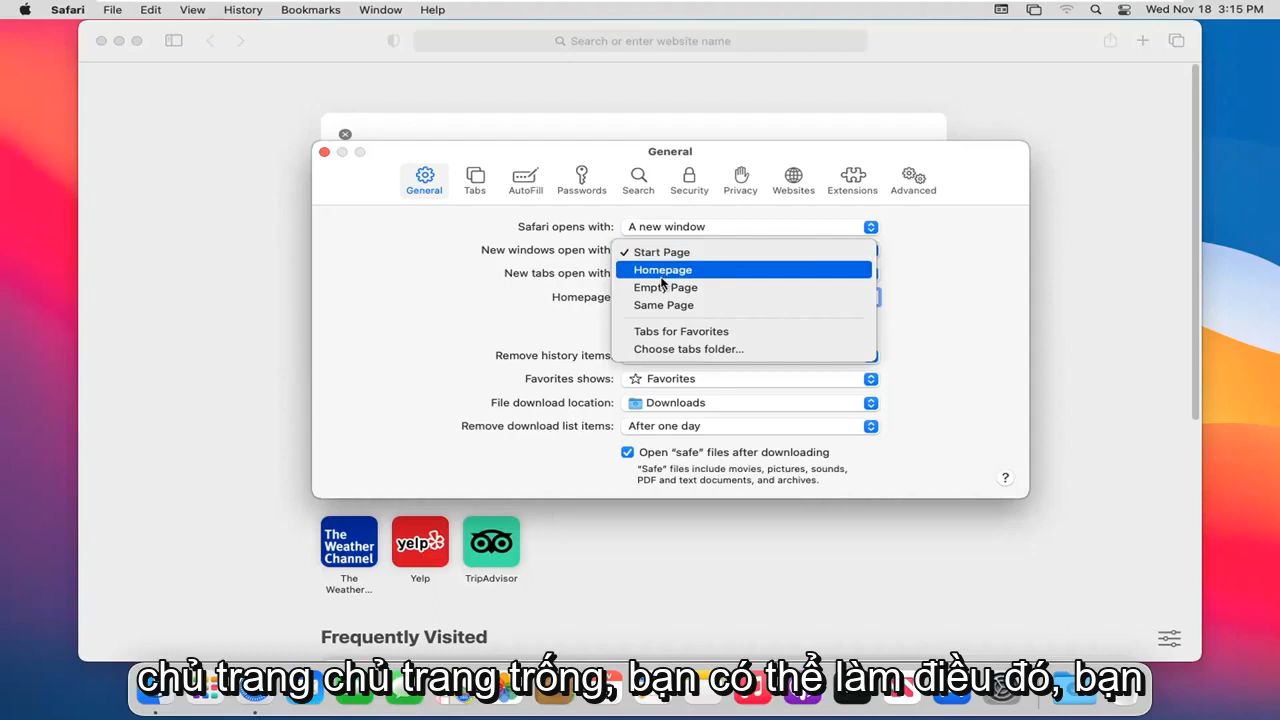 Safari File Edit View History Bookmarks Window Help Wed Nov 18 3:15 PM
Search or enter website name
General
General Tabs AutoFill Passwords Search Security Privacy Websites Extensions Advanced
Safari opens with: A new window
New windows open with
✓ Start Page
Homepage
New tabs open with
Empty Page
Homepage
Same Page
Tabs for Favorites
Choose tabs folder...
Remove history items
Favorites shows: Favorites
File download location: Downloads
Remove download list items: After one day
Open “safe” files after downloading
“Safe” files include movies, pictures, sounds,
PDF and text documents, and archives.
?
The
Weather
Channel
yelp
The
Weather...
Yelp
TripAdvisor
Frequently Visited
chủ trang chủ trang trống, bạn có thể làm điều đó, bạn